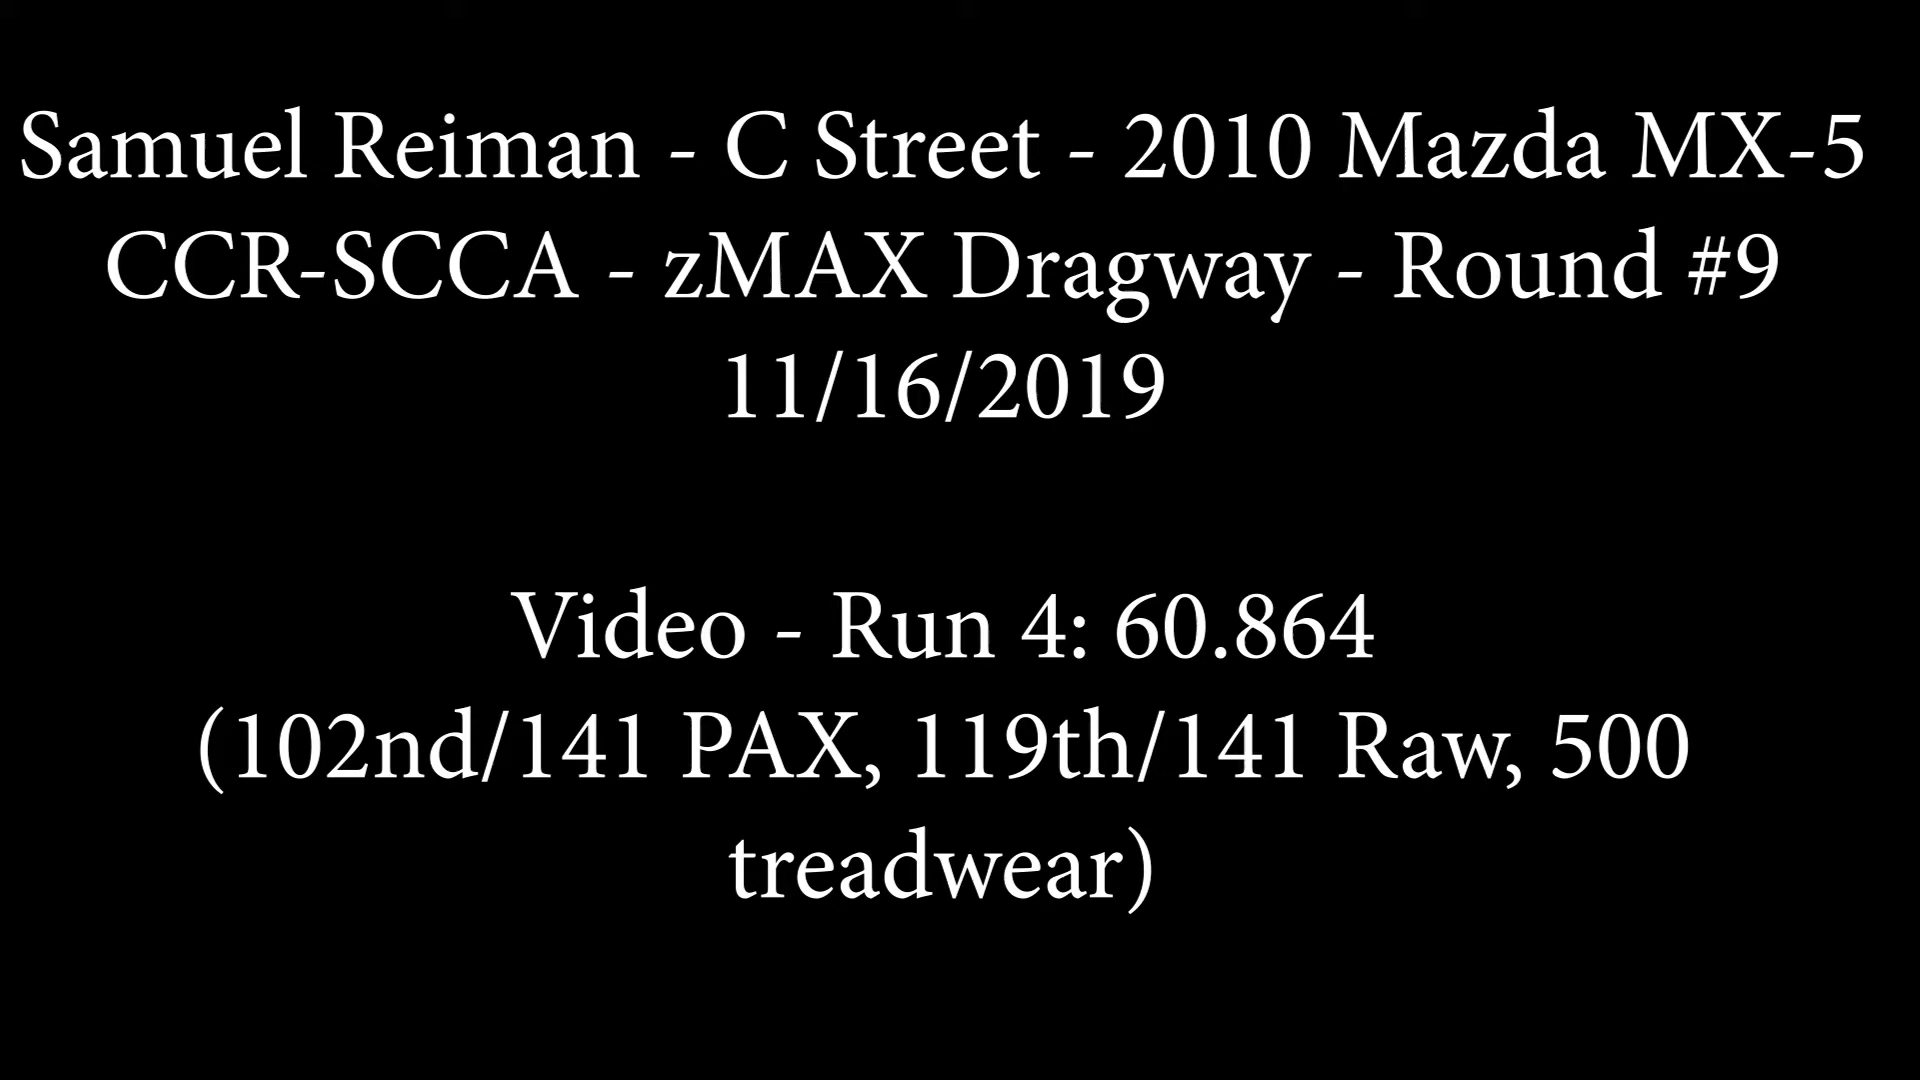 Samuel Reiman - C Street - 2010 Mazda MX-5
CCR-SCCA - zMAX Dragway - Round #9
11/16/2019
Video - Run 4: 60.864
(102nd/141 PAX, 119th/141 Raw, 500
treadwear)